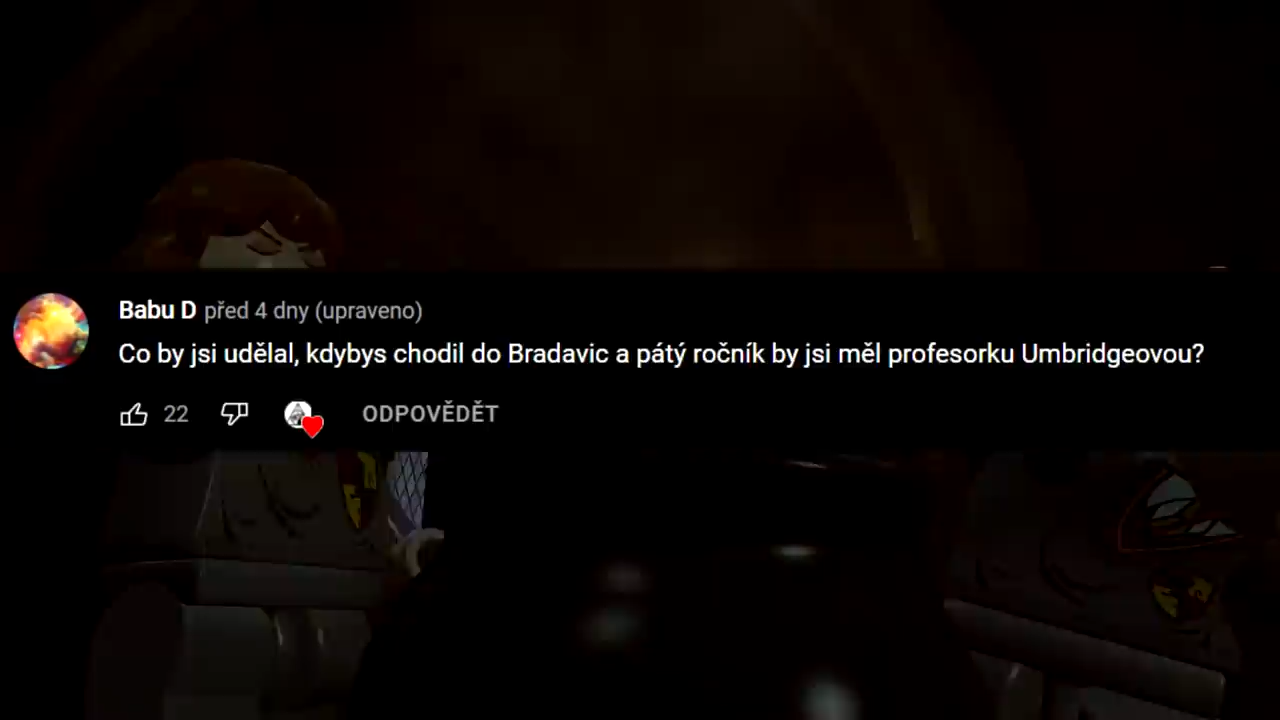 Babu D před 4 dny (upraveno)
Co by jsi udělal, kdybys chodil do Bradavic a pátý ročník by jsi měl profesorku Umbridgeovou?
22 ODPOVĚDĚT